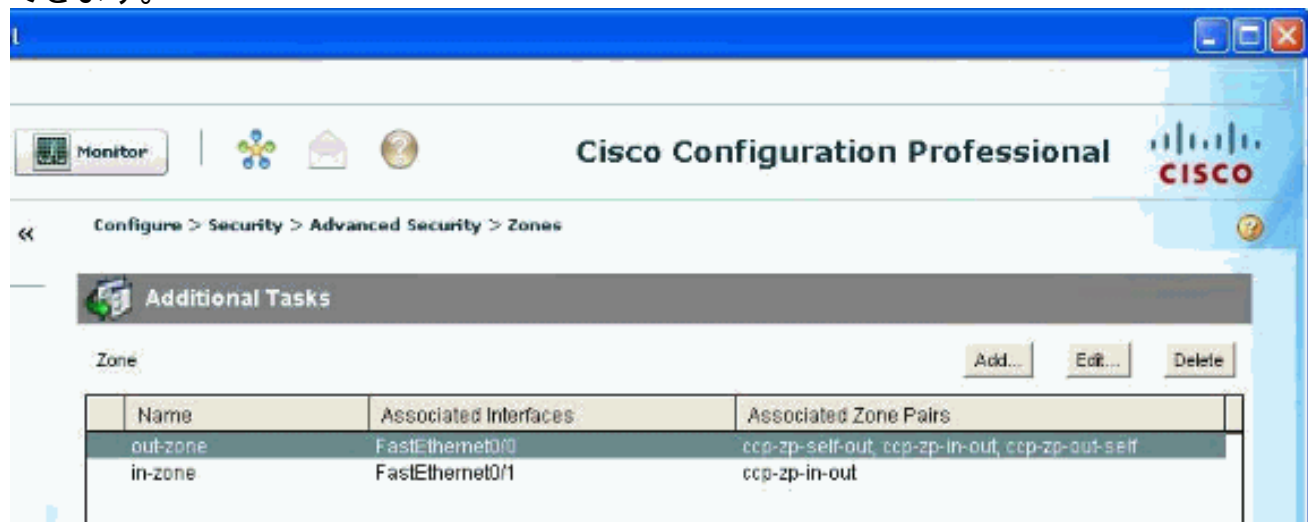 できます。
Monitor
Cisco Configuration Professional
CISCO
Configure > Security > Advanced Security > Zones
Additional Tasks
Zone Add... Edit... Delete
Name Associated Interfaces Associated Zone Pairs
out-zone FastEthernet0/0 ccp-zp-self-out, ccp-zp-in-out, ccp-zp-out-self
in-zone FastEthernet0/1 ccp-zp-in-out